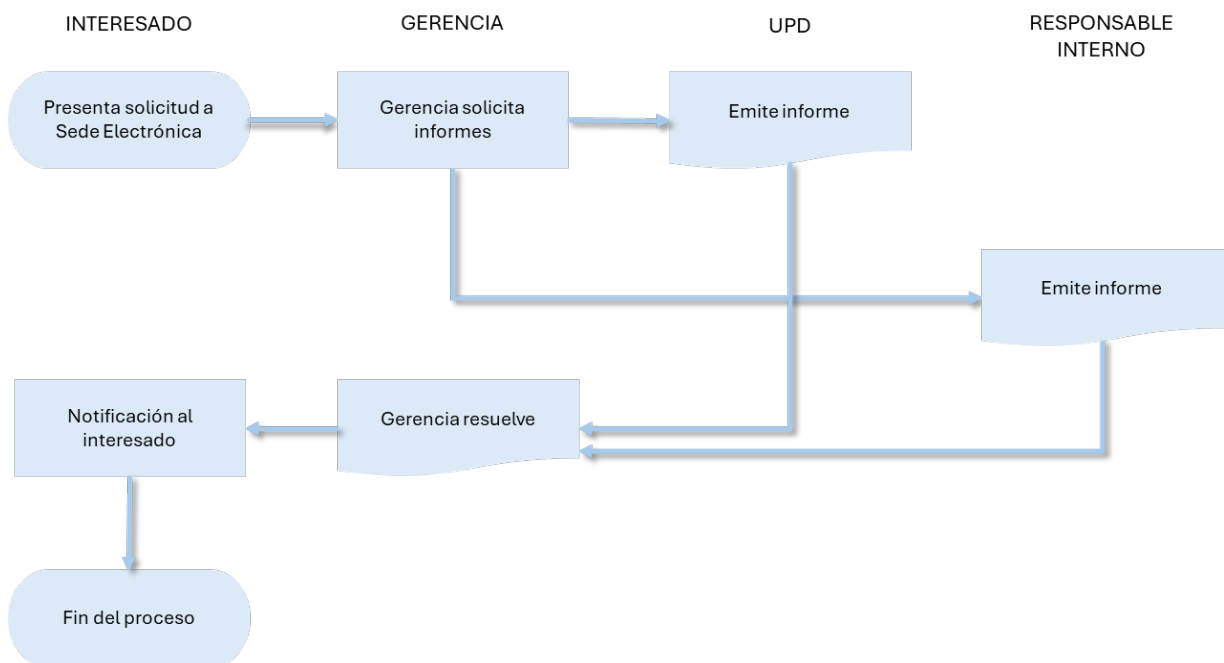 INTERESADO
GERENCIA
UPD
RESPONSABLE
INTERNO
Presenta solicitud a
Sede Electrónica
Gerencia solicita
informes
Emite informe
Emite informe
Notificación al
interesado
Gerencia resuelve
Fin del proceso